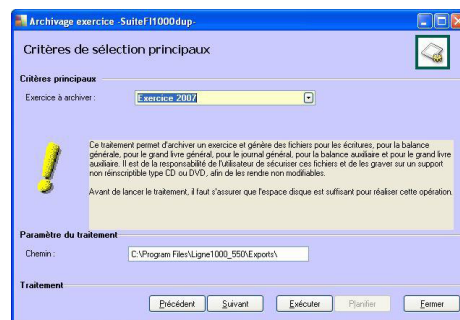 Archivage exercice -SuiteFI1000dup-
Critères de sélection principaux
Critères principaux
Exercice à archiver :
Exercice 2007
Ce traitement permet d'archiver un exercice et génère des fichiers pour les écritures, pour la balance
générale, pour le grand livre général, pour le journal général, pour la balance auxiliaire et pour le grand livre
auxiliaire. Il est de la responsabilité de l'utilisateur de sécuriser ces fichiers et de les graver sur un support
non réinscriptible type CD ou DVD, afin de les rendre non modifiables.
Avant de lancer le traitement, il faut s'assurer que l'espace disque est suffisant pour réaliser cette opération.
Paramètre du traitement
Chemin :
C:\Program Files\Ligne1000_550\Exports\
Traitement
Précédent
Suivant
Exécuter
Planifier
Fermer